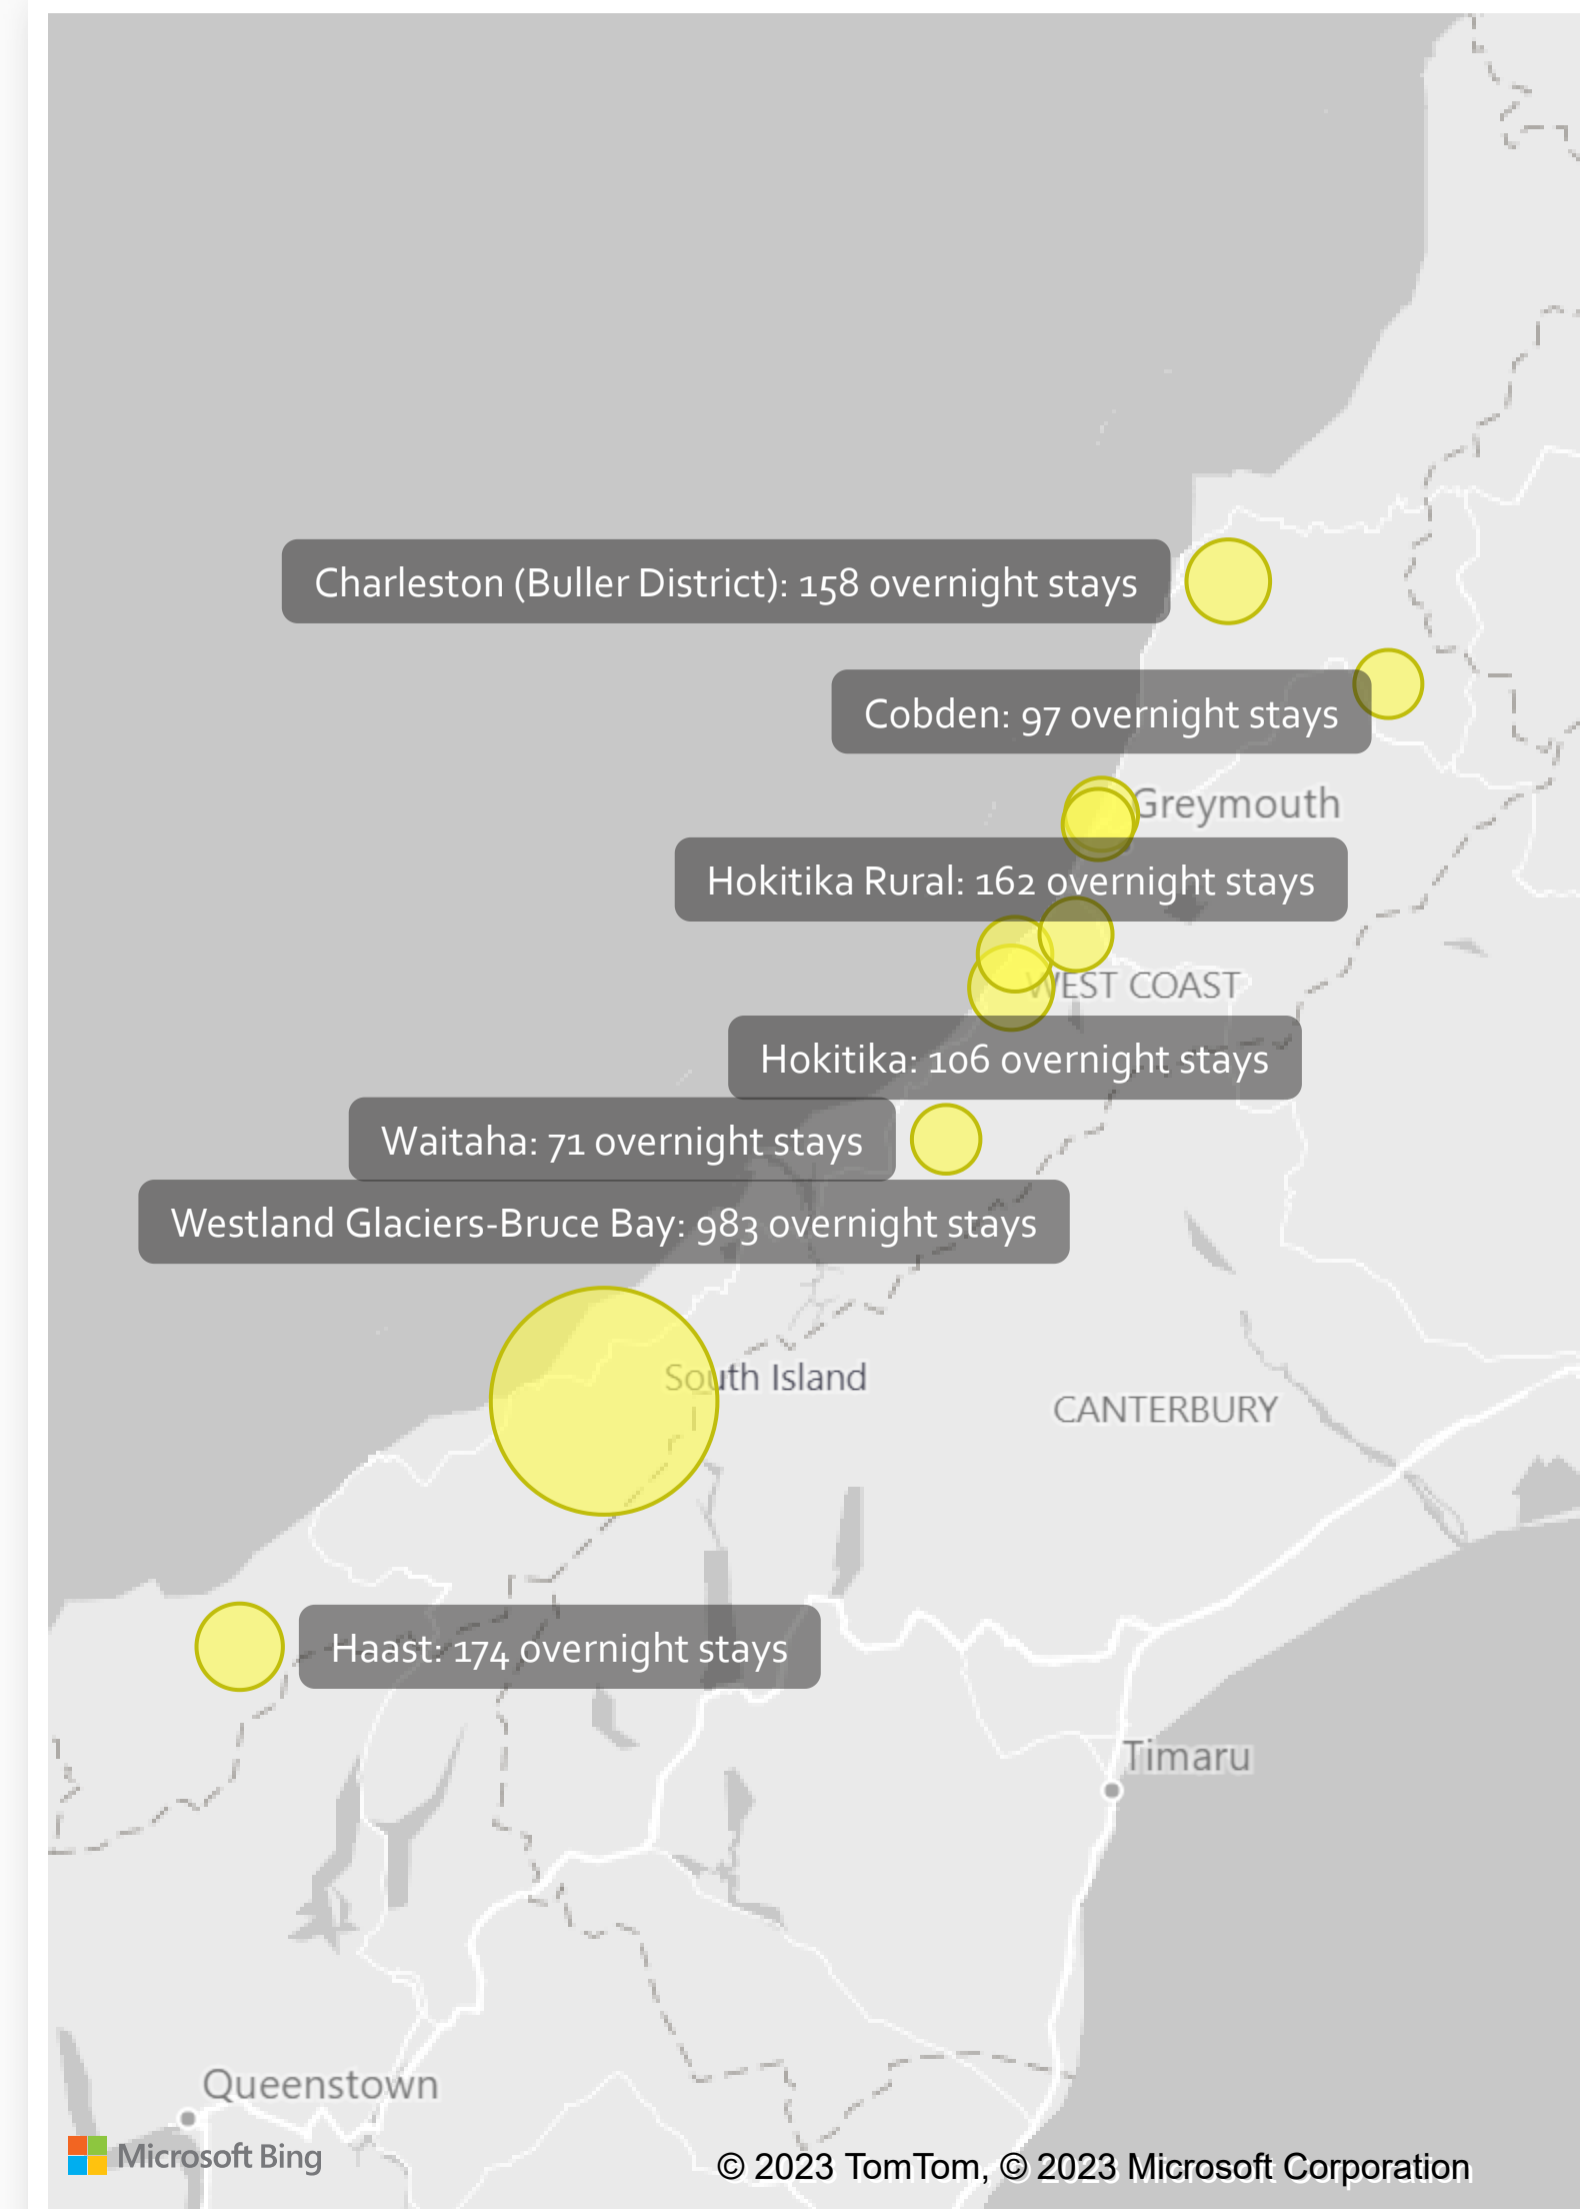 Charleston (Buller District): 158 overnight stays
Cobden: 97 overnight stays
Greymouth
Hokitika Rural: 162 overnight stays
WEST COAST
Hokitika: 106 overnight stays
Waitaha: 71 overnight stays
Westland Glaciers-Bruce Bay: 983 overnight stays
South Island
CANTERBURY
Haast: 174 overnight stays
Timaru
Queenstown
Microsoft Bing
© 2023 TomTom, © 2023 Microsoft Corporation